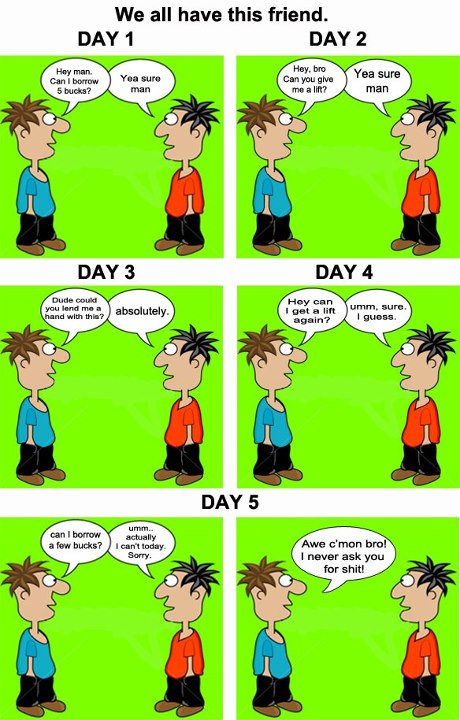 We all have this friend.
DAY 1
Hey man.
Can I borrow
5 bucks?
Yea sure
man
DAY 2
Hey, bro
Can you give
me a lift?
Yea sure
man
DAY 3
Dude could
you lend me a
hand with this?
absolutely.
DAY 4
Hey can
I get a lift
again?
umm, sure.
I guess.
DAY 5
can I borrow
a few bucks?
umm..
actually
I can't today.
Sorry.
Awe c'mon bro!
I never ask you
for shit!